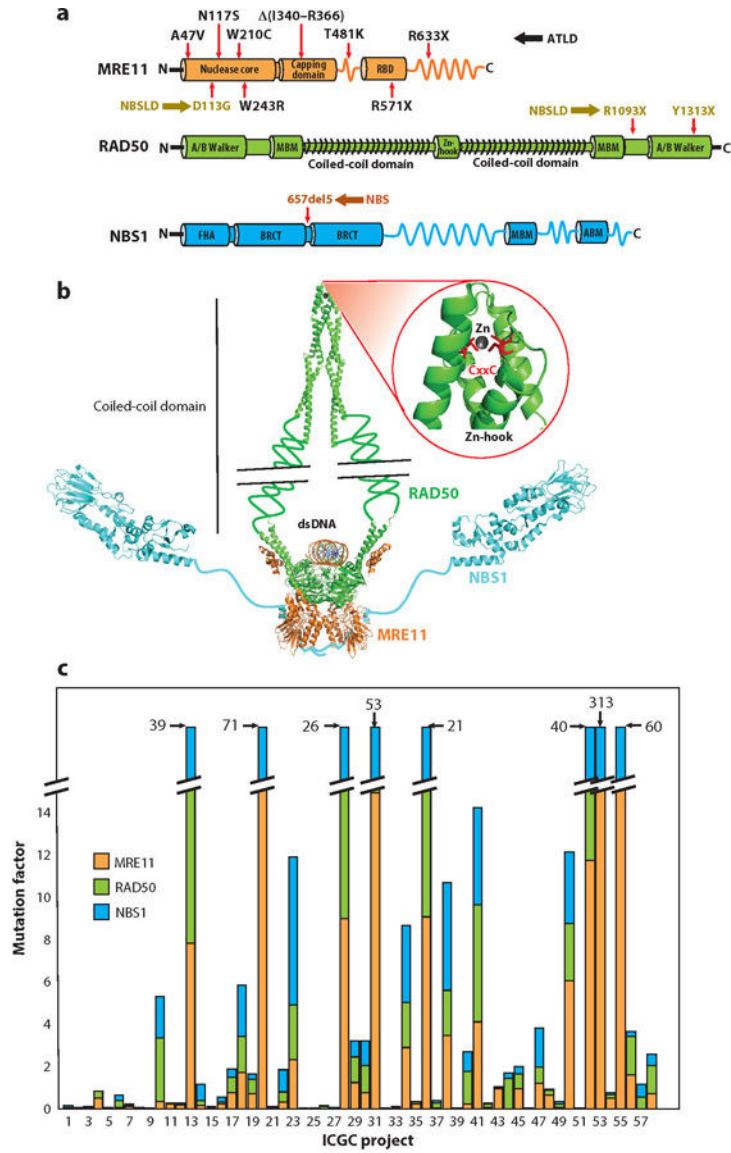 a
N117S
Δ(I340–R366)
A47V
W210C
T481K
R633X
ATLD
MRE11
N
Nuclease core
Capping domain
RBD
C
NBSLD
D113G
W243R
R571X
NBSLD
R1093X
Y1313X
RAD50
N
A/B Walker
MBM
Zn-hook
MBM
A/B Walker
C
Coiled-coil domain
Coiled-coil domain
657del5
NBS
NBS1
N
FHA
BRCT
BRCT
MBM
ABM
C
b
Zn
CxxC
Zn-hook
Coiled-coil domain
RAD50
dsDNA
NBS1
MRE11
c
39
71
26
53
21
40
313
60
Mutation factor
14
12
10
8
6
4
2
0
MRE11
RAD50
NBS1
1 3 5 7 9 11 13 15 17 19 21 23 25 27 29 31 33 35 37 39 41 43 45 47 49 51 53 55 57
ICGC project